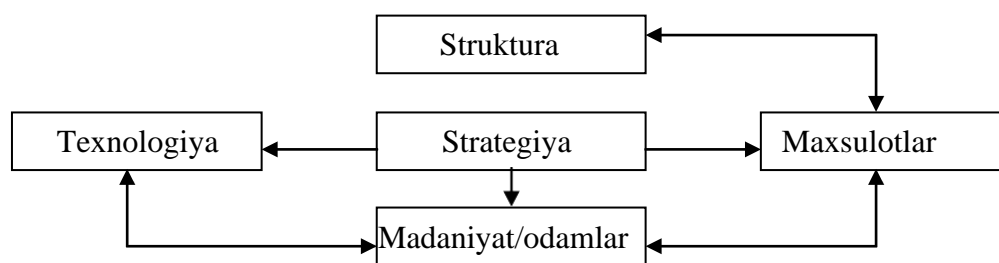 Struktura
Texnologiya
Strategiya
Maxsulotlar
Madaniyat/odamlar